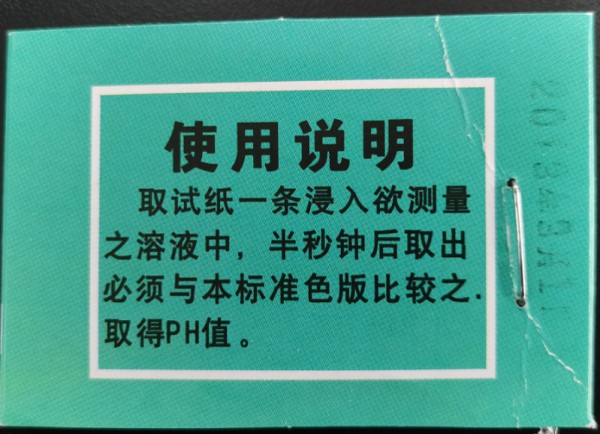 使用说明
取试纸一条浸入欲测量
之溶液中，半秒钟后取出
必须与本标准色版比较之.
取得PH值。